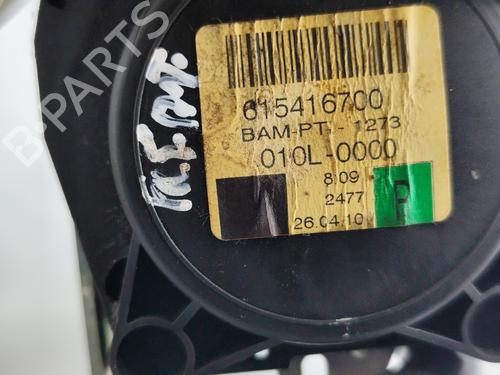 615416700
BAM-PT. - 1273
010L-0000
8:09
2477
26.04.10
P
B-PARTS